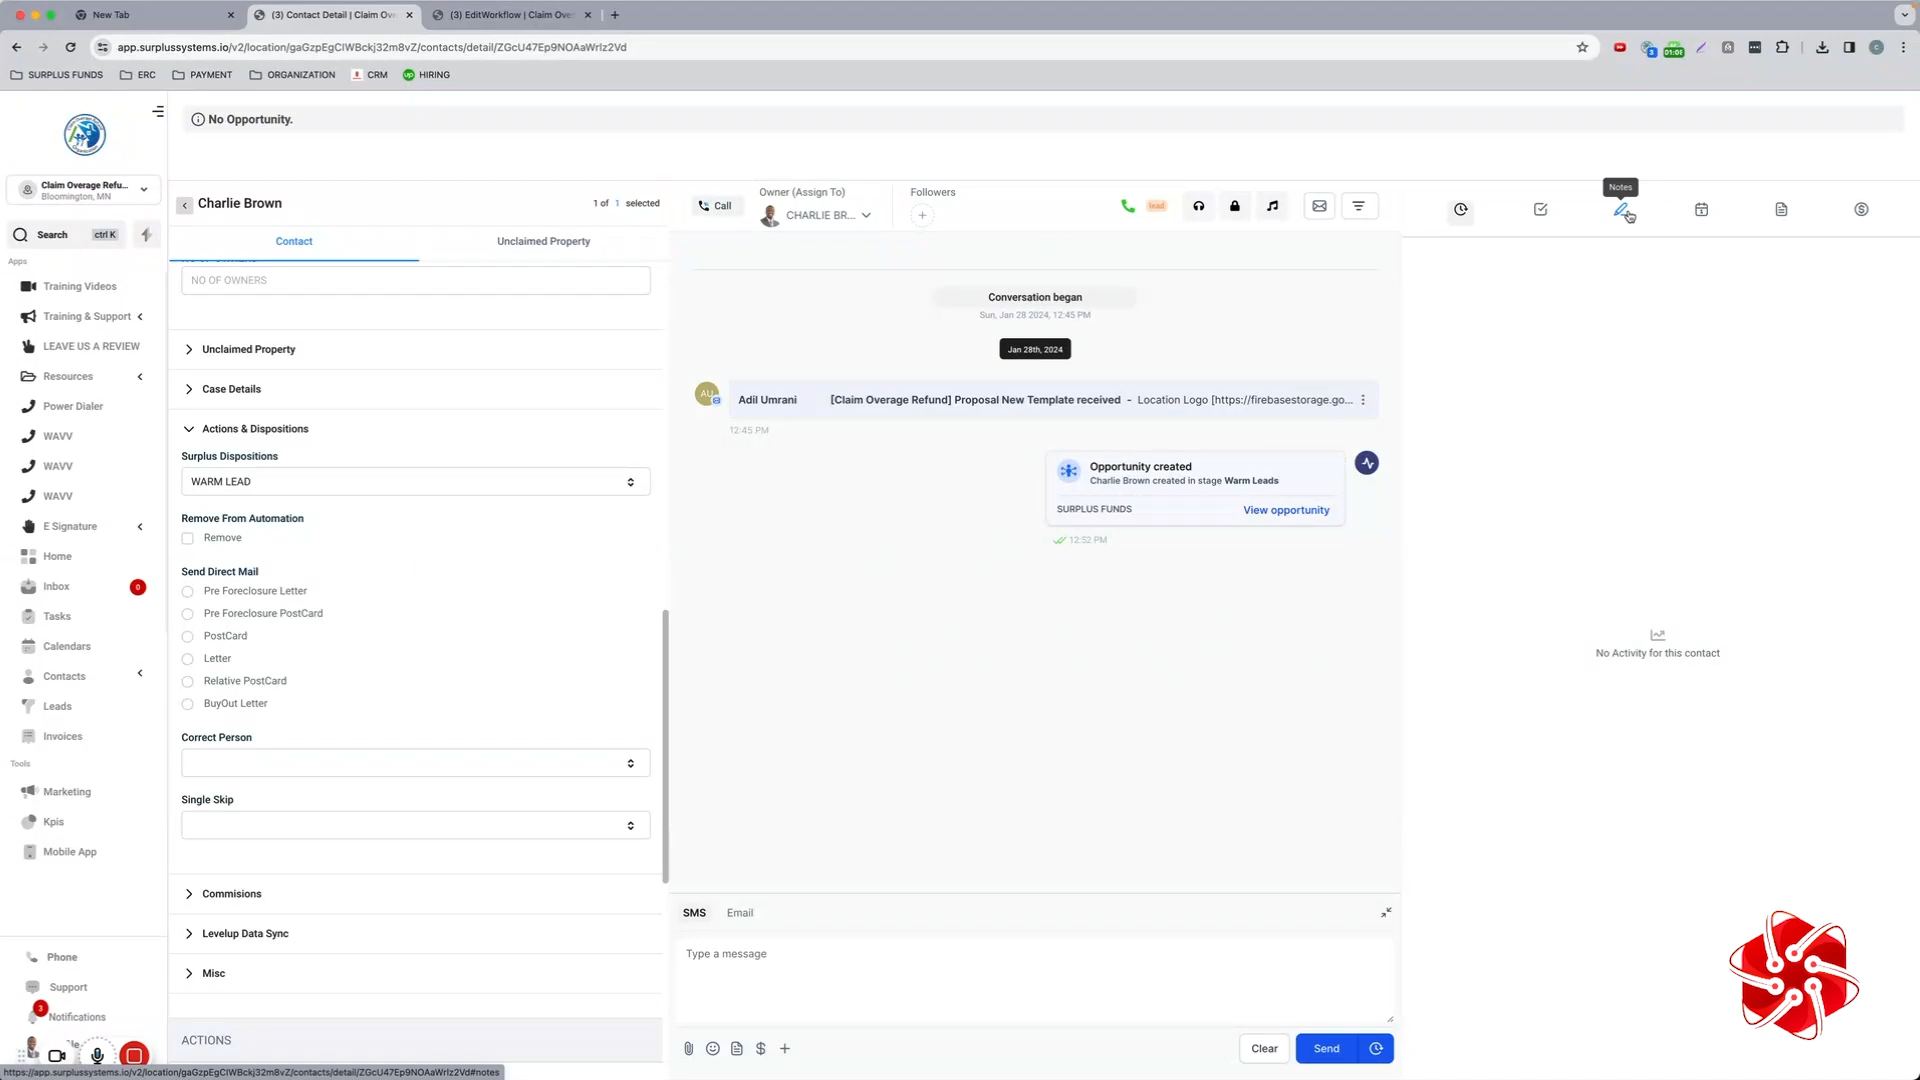 New Tab
(3) Contact Detail | Claim Ove
(3) EditWorkflow | Claim Over
app.surplussystems.io/v2/location/gaGzpEgCIWBckj32m8vZ/contacts/detail/ZGcU47Ep9NOAaWrIz2Vd
3
01:08
C
SURPLUS FUNDS
ERC
PAYMENT
ORGANIZATION
CRM
HIRING
No Opportunity.
Claim Overage Refu...
Bloomington, MN
Search
ctrl K
Apps
Training Videos
Training & Support
LEAVE US A REVIEW
Resources
Power Dialer
WAVV
WAVV
WAVV
E Signature
Home
Inbox
0
Tasks
Calendars
Contacts
Leads
Invoices
Tools
Marketing
Kpis
Mobile App
Phone
Support
3
Notifications
Charlie Brown
1 of 1 selected
Contact
Unclaimed Property
NO OF OWNERS
Unclaimed Property
Case Details
Actions & Dispositions
Surplus Dispositions
WARM LEAD
Remove From Automation
Remove
Send Direct Mail
Pre Foreclosure Letter
Pre Foreclosure PostCard
PostCard
Letter
Relative PostCard
BuyOut Letter
Correct Person
Single Skip
Commisions
Levelup Data Sync
Misc
ACTIONS
Call
Owner (Assign To)
CHARLIE BR...
Followers
lead
Notes
Conversation began
Sun, Jan 28 2024, 12:45 PM
Jan 28th, 2024
AU
Adil Umrani
[Claim Overage Refund] Proposal New Template received - Location Logo [https://firebasestorage.go...
12:45 PM
Opportunity created
Charlie Brown created in stage Warm Leads
SURPLUS FUNDS
View opportunity
12:52 PM
No Activity for this contact
SMS
Email
Type a message
Clear
Send
https://app.surplussystems.io/v2/location/gaGzpEgCIWBckj32m8vZ/contacts/detail/ZGcU47Ep9NOAaWrIz2Vd#notes